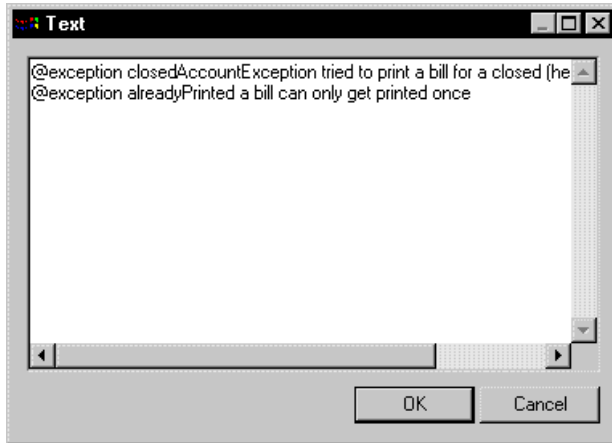 Text
@exception closedAccountException tried to print a bill for a closed (he
@exception alreadyPrinted a bill can only get printed once
OK Cancel